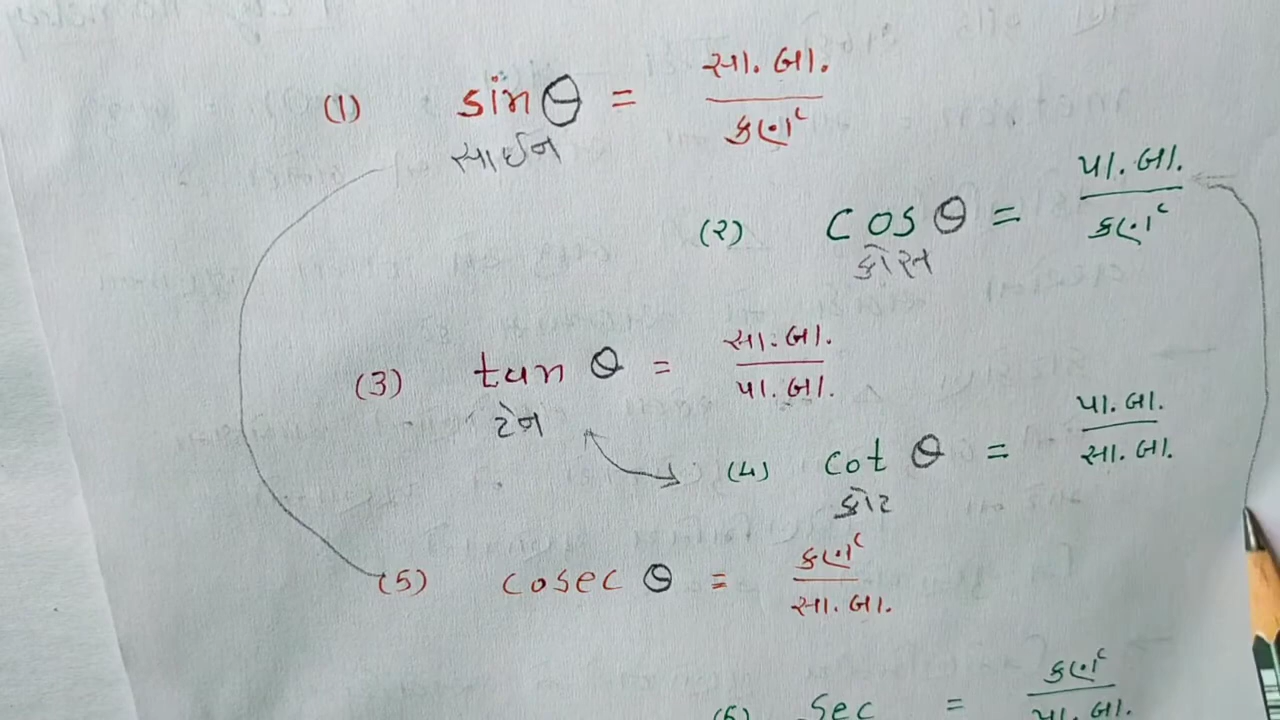 (1) sin θ = સા. બા. / કર્ણ
સાઈન
(૨) cos θ = પા. બા. / કર્ણ
કોસ
(3) tan θ = સા. બા. / પા. બા.
ટેન
(4) cot θ = પા. બા. / સા. બા.
કોટ
(5) cosec θ = કર્ણ / સા. બા.
(6) sec = કર્ણ / પા. બા.